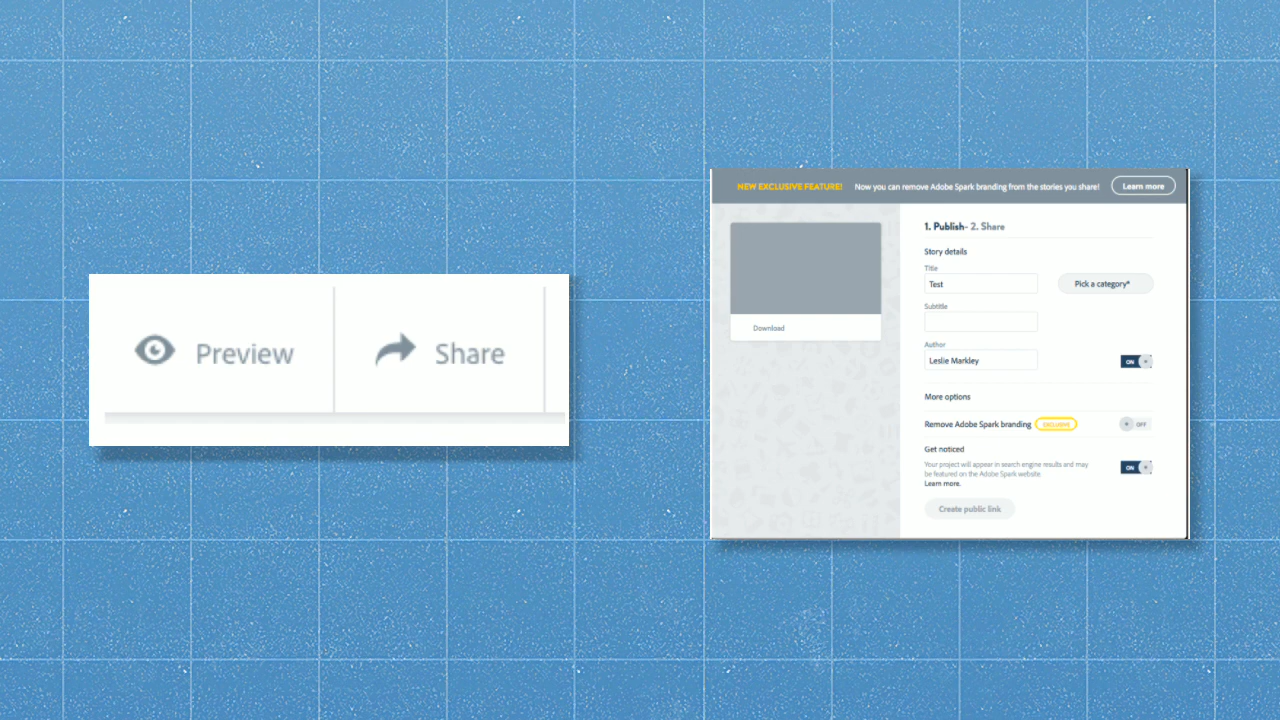 Preview
Share
NEW EXCLUSIVE FEATURE! Now you can remove Adobe Spark branding from the stories you share! Learn more
Download
1. Publish- 2. Share
Story details
Title
Test
Pick a category*
Subtitle
Author
Leslie Markley
ON
More options
Remove Adobe Spark branding EXCLUSIVE
OFF
Get noticed
Your project will appear in search engine results and may
be featured on the Adobe Spark website.
Learn more.
ON
Create public link